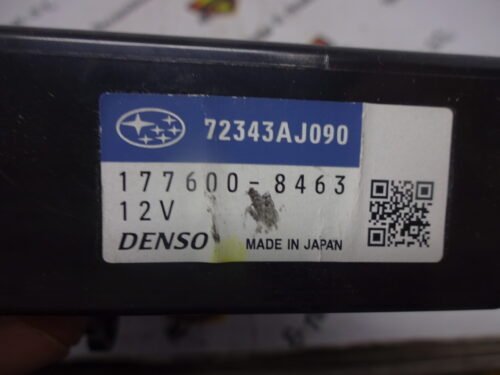 72343AJ090
177600-8463
12V
DENSO
MADE IN JAPAN